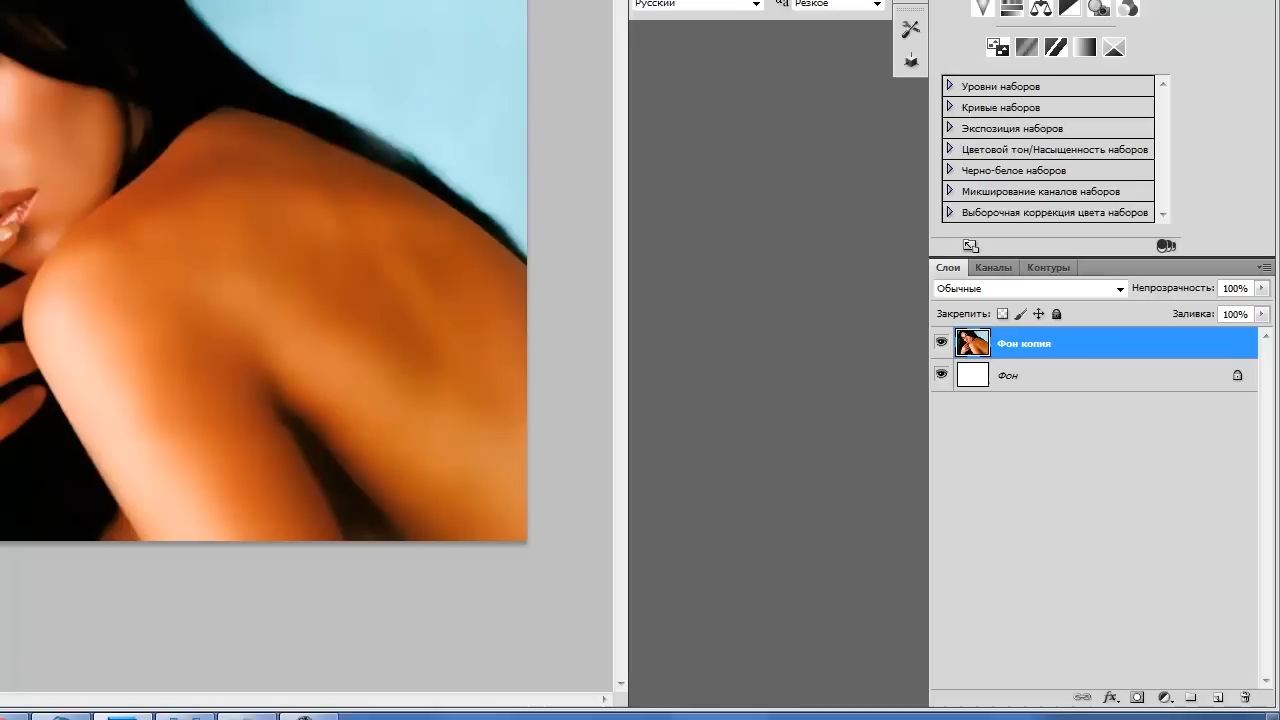 Русский Резкое
Уровни наборов
Кривые наборов
Экспозиция наборов
Цветовой тон/Насыщенность наборов
Черно-белое наборов
Микширование каналов наборов
Выборочная коррекция цвета наборов
Слои Каналы Контуры
Обычные Непрозрачность: 100%
Закрепить: Заливка: 100%
Фон копия
Фон
fx